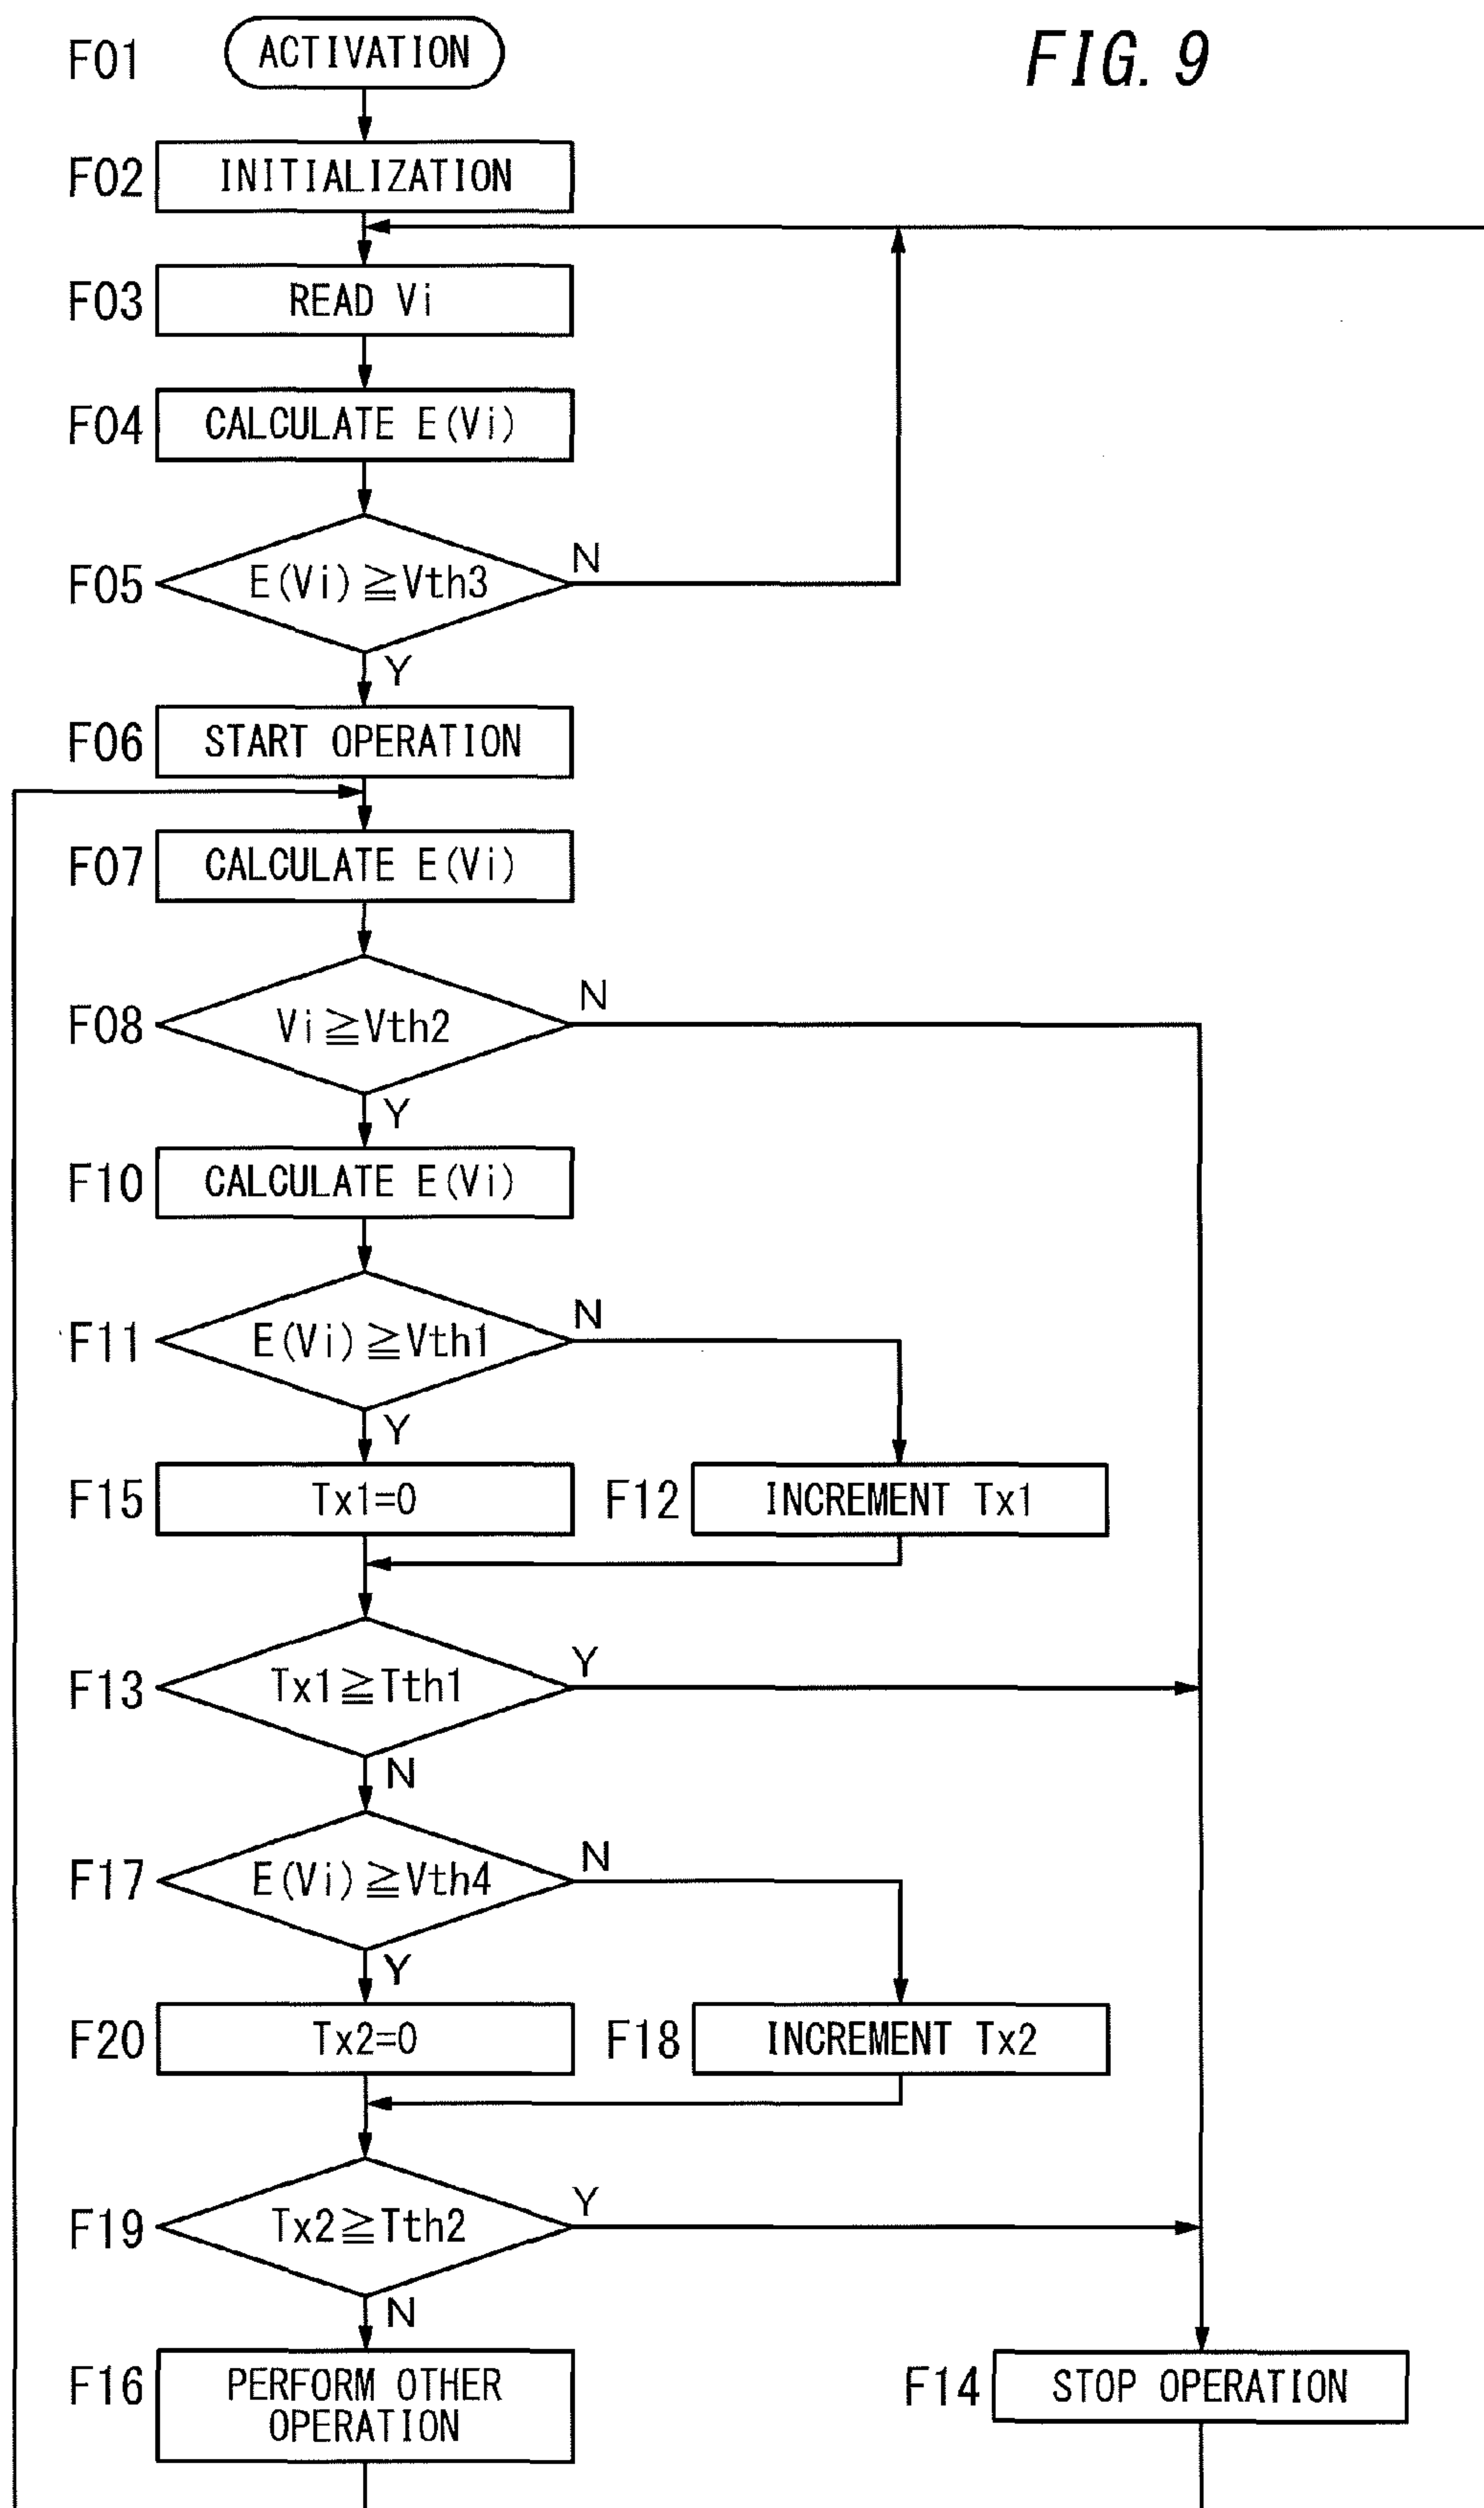 FIG. 9
F01 ACTIVATION
F02 INITIALIZATION
F03 READ Vi
F04 CALCULATE E(Vi)
F05 E(Vi)≧Vth3 N
Y
F06 START OPERATION
F07 CALCULATE E(Vi)
F08 Vi≧Vth2 N
Y
F10 CALCULATE E(Vi)
F11 E(Vi)≧Vth1 N
Y
F15 Tx1=0 F12 INCREMENT Tx1
F13 Tx1≧Tth1 Y
N
F17 E(Vi)≧Vth4 N
Y
F20 Tx2=0 F18 INCREMENT Tx2
F19 Tx2≧Tth2 Y
N
F16 PERFORM OTHER
OPERATION
F14 STOP OPERATION